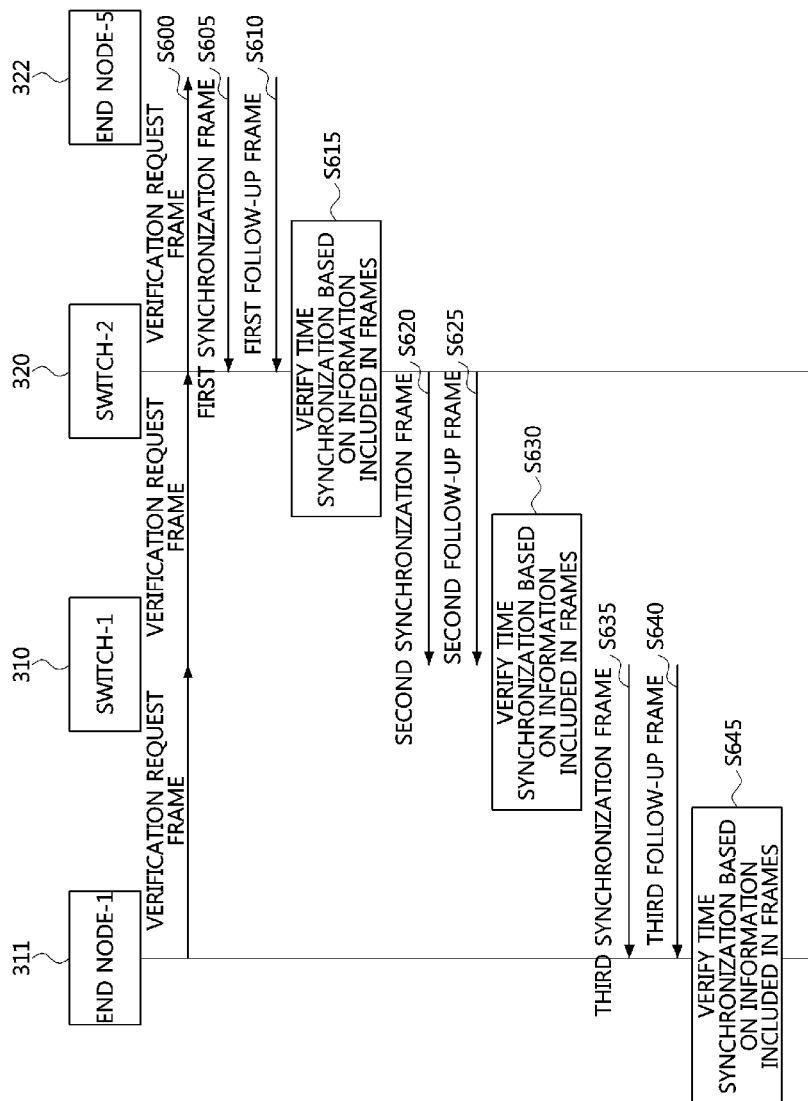 311
310
320
322
END NODE-1
SWITCH-1
SWITCH-2
END NODE-5
VERIFICATION REQUEST
FRAME
VERIFICATION REQUEST
FRAME
VERIFICATION REQUEST
FRAME
S600
FIRST SYNCHRONIZATION FRAME
S605
FIRST FOLLOW-UP FRAME
S610
VERIFY TIME
SYNCHRONIZATION BASED
ON INFORMATION
INCLUDED IN FRAMES
S615
SECOND SYNCHRONIZATION FRAME
S620
SECOND FOLLOW-UP FRAME
S625
VERIFY TIME
SYNCHRONIZATION BASED
ON INFORMATION
INCLUDED IN FRAMES
S630
THIRD SYNCHRONIZATION FRAME
S635
THIRD FOLLOW-UP FRAME
S640
VERIFY TIME
SYNCHRONIZATION BASED
ON INFORMATION
INCLUDED IN FRAMES
S645